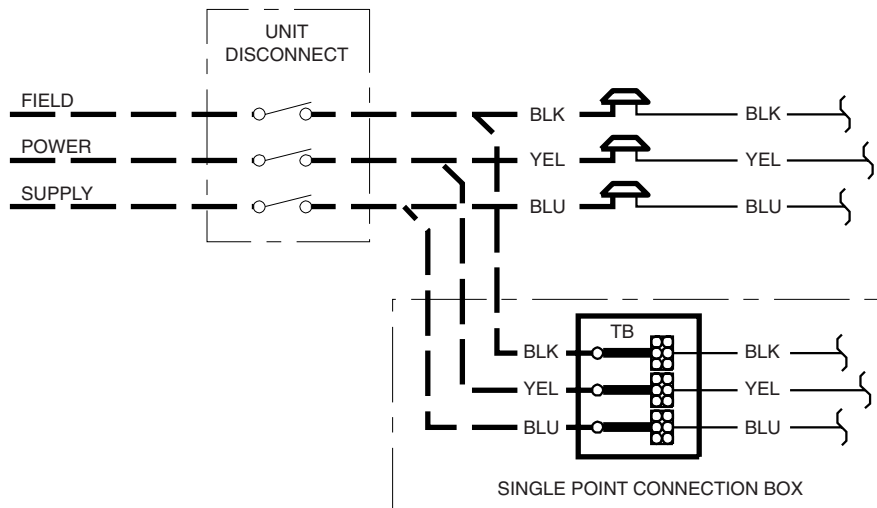 UNIT
DISCONNECT
FIELD
BLK
BLK
POWER
YEL
YEL
SUPPLY
BLU
BLU
TB
BLK
BLK
YEL
YEL
BLU
BLU
SINGLE POINT CONNECTION BOX